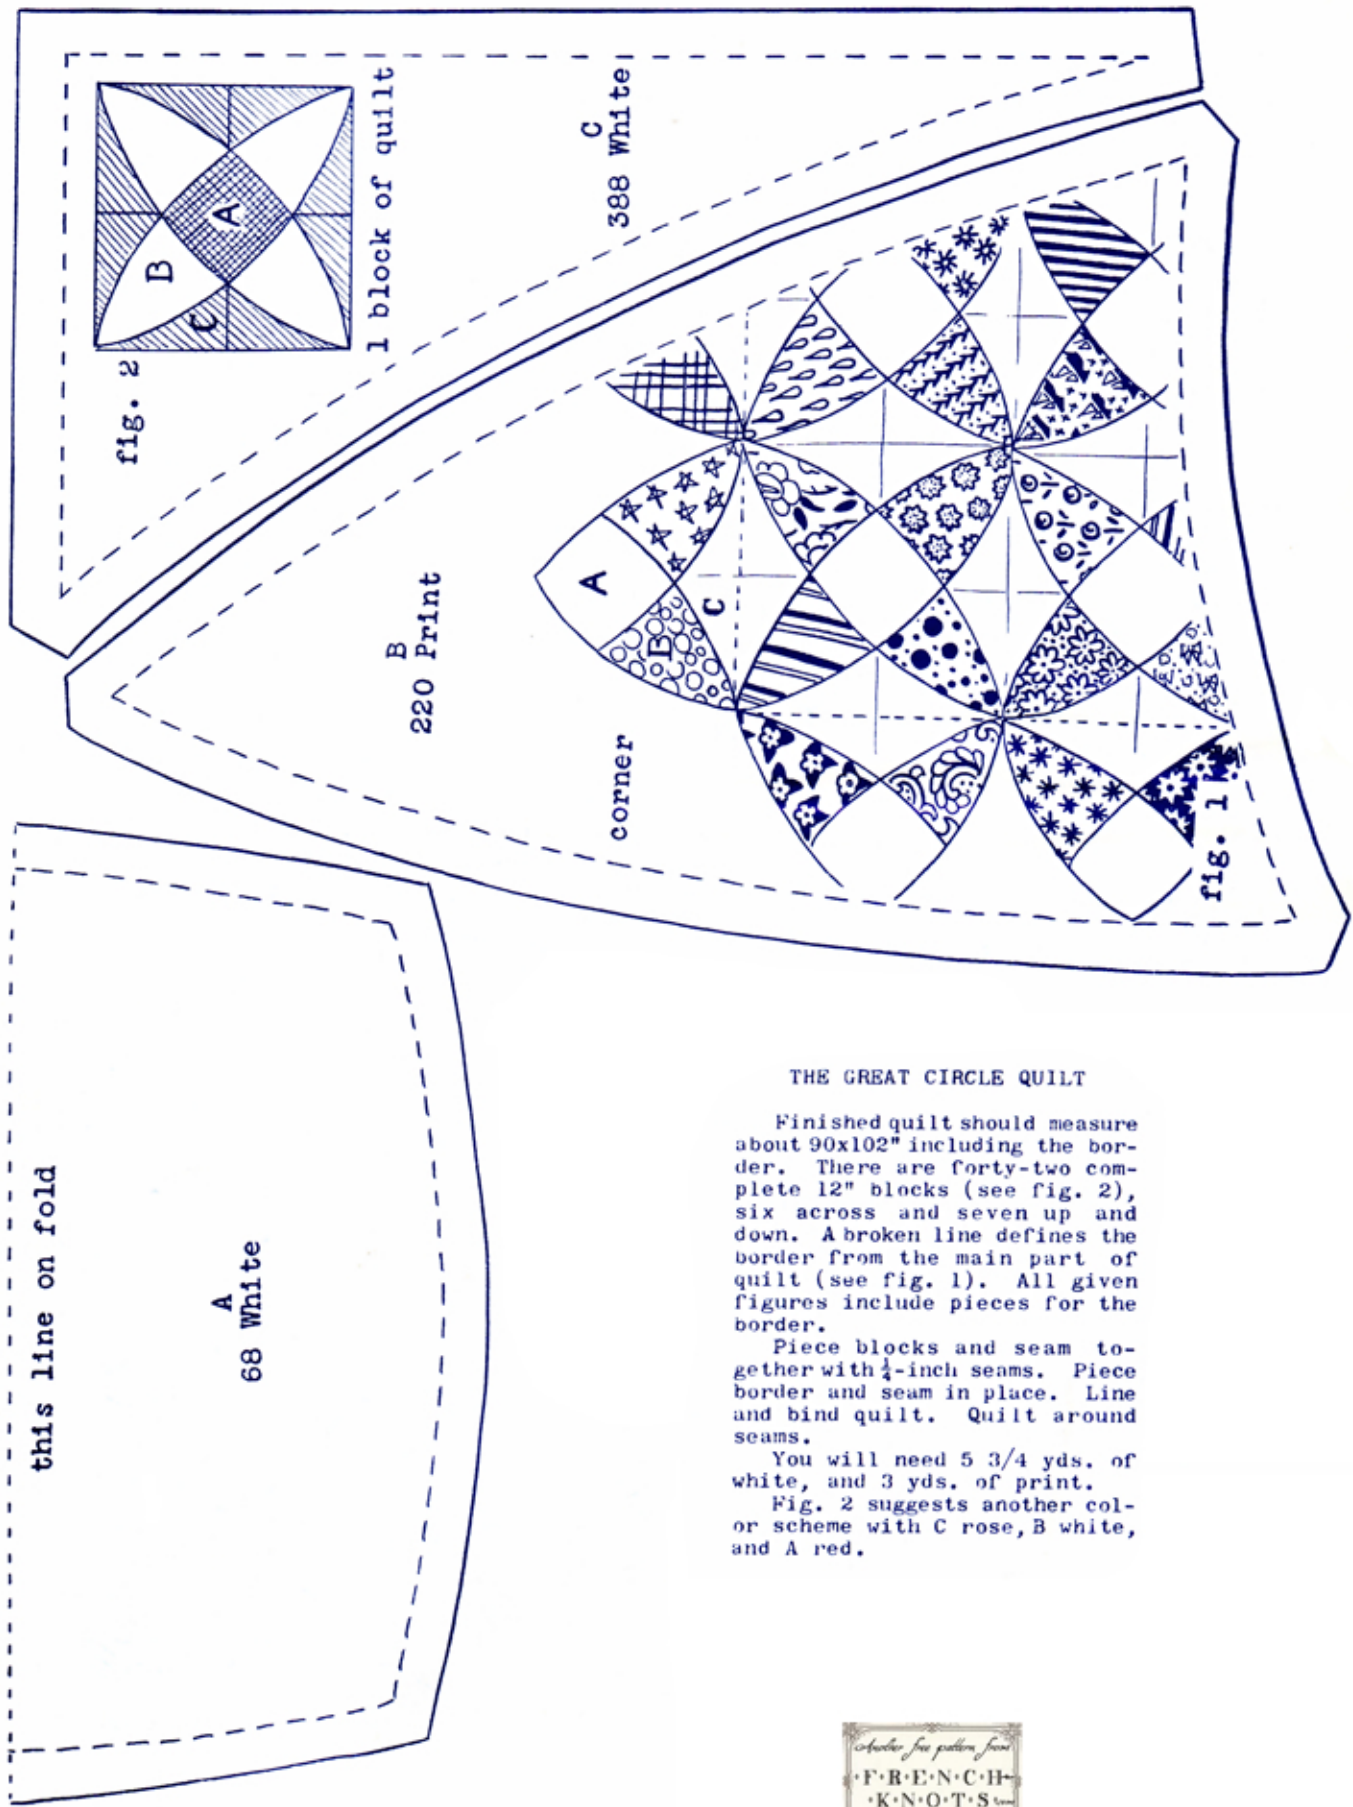 fig. 2
B
A
C
1 block of quilt
C
388 White
B
220 Print
corner
A
B
C
fig. 1
this line on fold
A
68 White
THE GREAT CIRCLE QUILT
Finished quilt should measure
about 90x102" including the bor-
der. There are forty-two com-
plete 12" blocks (see fig. 2),
six across and seven up and
down. A broken line defines the
border from the main part of
quilt (see fig. 1). All given
figures include pieces for the
border.
Piece blocks and seam to-
gether with ¼-inch seams. Piece
border and seam in place. Line
and bind quilt. Quilt around
seams.
You will need 5 3/4 yds. of
white, and 3 yds. of print.
Fig. 2 suggests another col-
or scheme with C rose, B white,
and A red.
Another free pattern from
F·R·E·N·C·H
·K·N·O·T·S